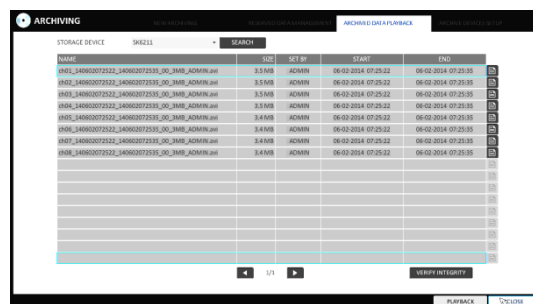 ARCHIVING NEW ARCHIVING RESERVED DATA MANAGEMENT ARCHIVED DATA PLAYBACK ARCHIVE DEVICES SETUP
STORAGE DEVICE SK6211 SEARCH
NAME SIZE SET BY START END
ch01_140602072522_140602072535_00_3MB_ADMIN.avi 3.5 MB ADMIN 06-02-2014 07:25:22 06-02-2014 07:25:35
ch02_140602072522_140602072535_00_3MB_ADMIN.avi 3.5 MB ADMIN 06-02-2014 07:25:22 06-02-2014 07:25:35
ch03_140602072522_140602072535_00_3MB_ADMIN.avi 3.5 MB ADMIN 06-02-2014 07:25:22 06-02-2014 07:25:35
ch04_140602072522_140602072535_00_3MB_ADMIN.avi 3.5 MB ADMIN 06-02-2014 07:25:22 06-02-2014 07:25:35
ch05_140602072522_140602072535_00_3MB_ADMIN.avi 3.4 MB ADMIN 06-02-2014 07:25:22 06-02-2014 07:25:35
ch06_140602072522_140602072535_00_3MB_ADMIN.avi 3.4 MB ADMIN 06-02-2014 07:25:22 06-02-2014 07:25:35
ch07_140602072522_140602072535_00_3MB_ADMIN.avi 3.4 MB ADMIN 06-02-2014 07:25:22 06-02-2014 07:25:35
ch08_140602072522_140602072535_00_3MB_ADMIN.avi 3.4 MB ADMIN 06-02-2014 07:25:22 06-02-2014 07:25:35
1/1 VERIFY INTEGRITY
PLAYBACK CLOSE